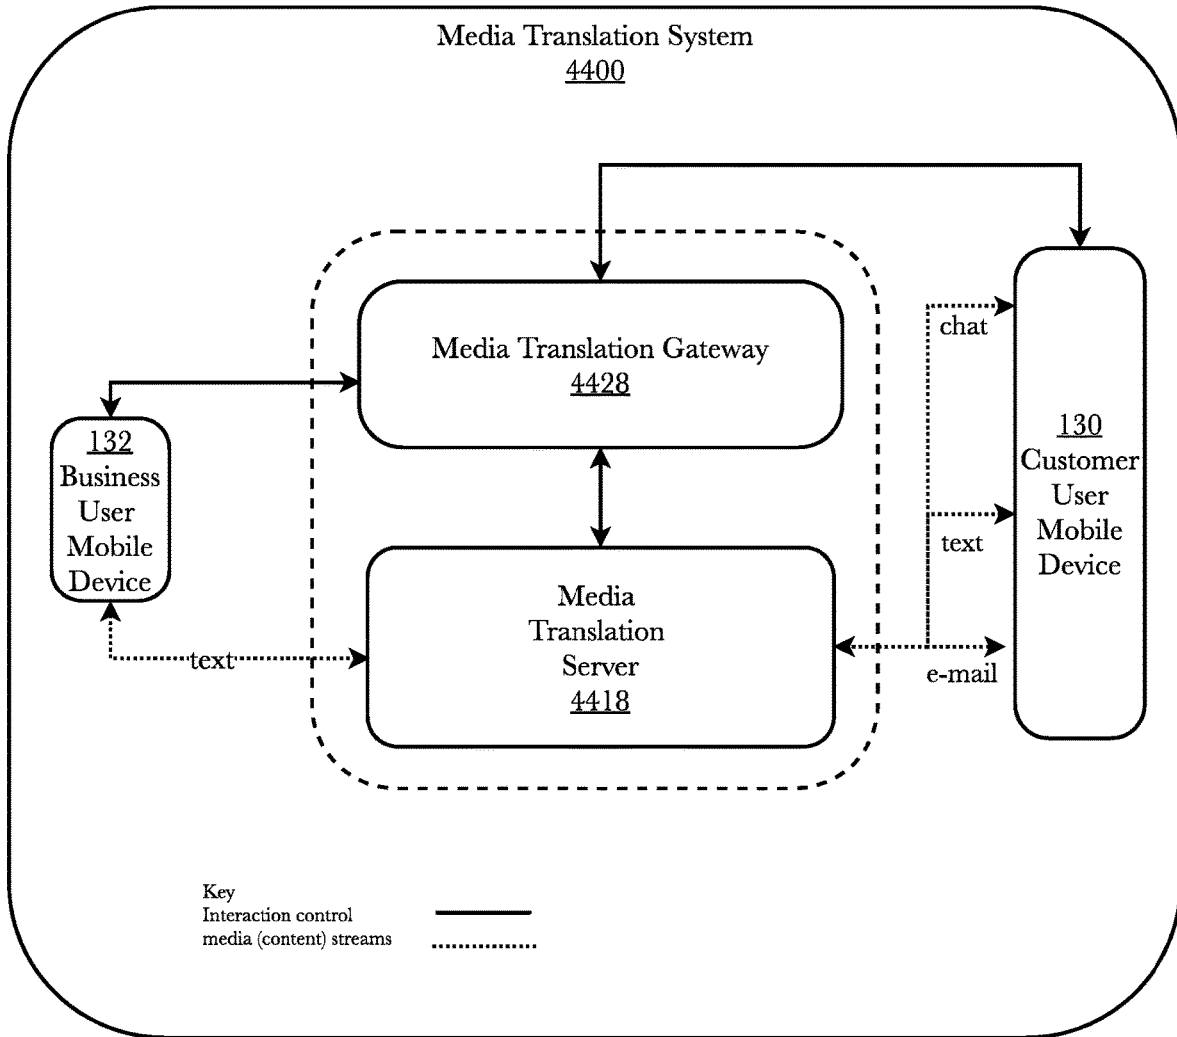 Media Translation System
4400
chat
Media Translation Gateway
4428
132
Business
User
Mobile
Device
130
Customer
User
Mobile
Device
text
Media
Translation
Server
4418
text
e-mail
Key
Interaction control
media (content) streams